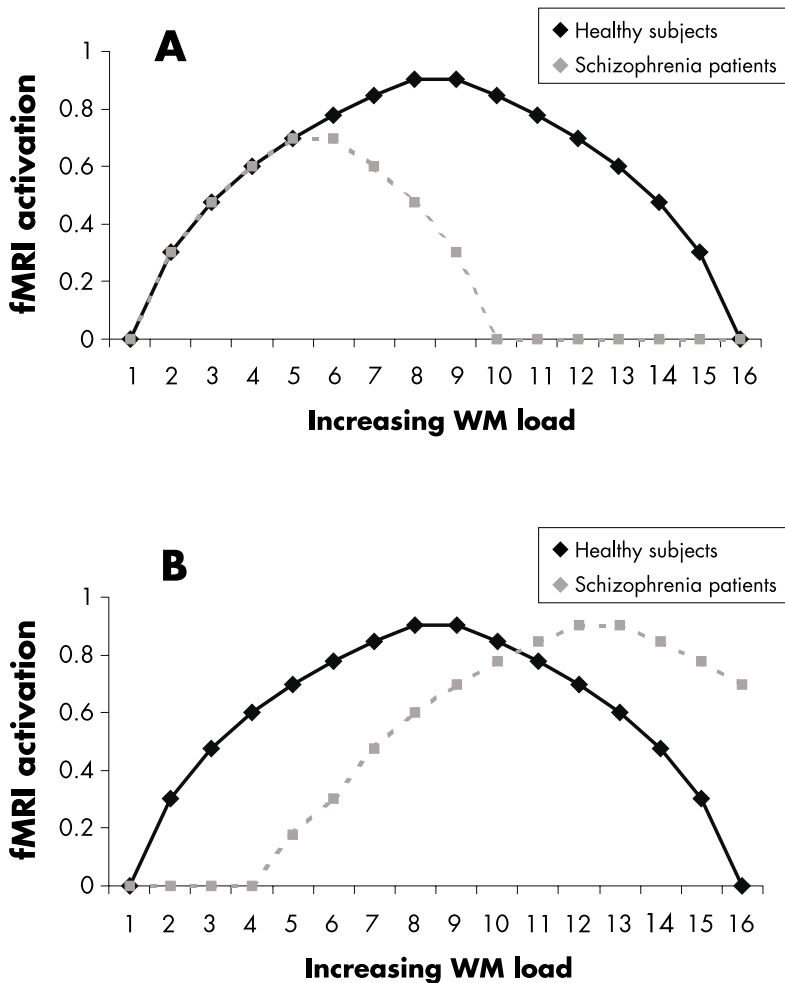 A
Healthy subjects
Schizophrenia patients
fMRI activation
1
0.8
0.6
0.4
0.2
0
1 2 3 4 5 6 7 8 9 10 11 12 13 14 15 16
Increasing WM load
B
Healthy subjects
Schizophrenia patients
fMRI activation
1
0.8
0.6
0.4
0.2
0
1 2 3 4 5 6 7 8 9 10 11 12 13 14 15 16
Increasing WM load